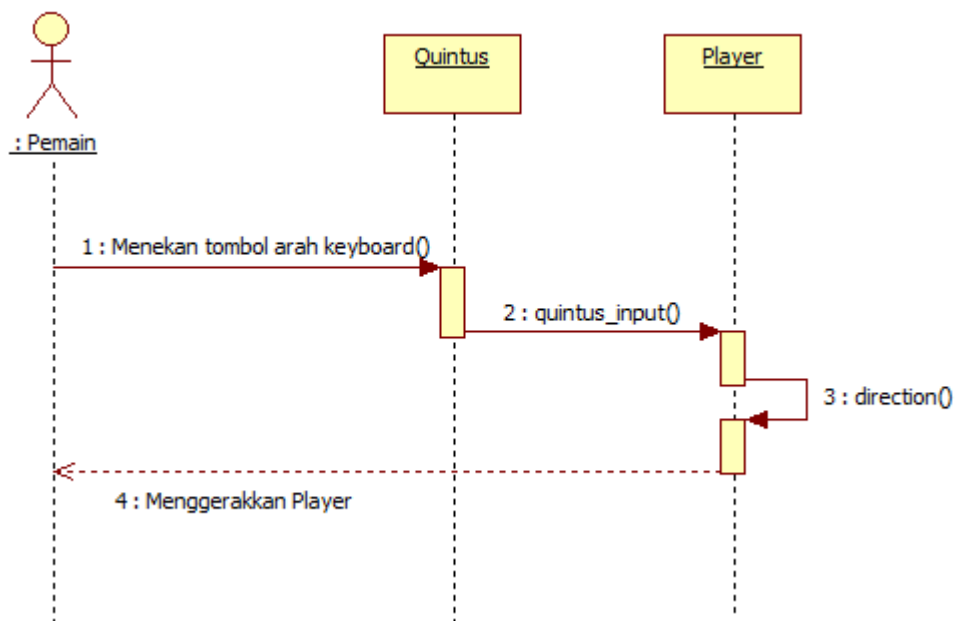 Quintus
Player
: Pemain
1 : Menekan tombol arah keyboard()
2 : quintus_input()
3 : direction()
4 : Menggerakkan Player